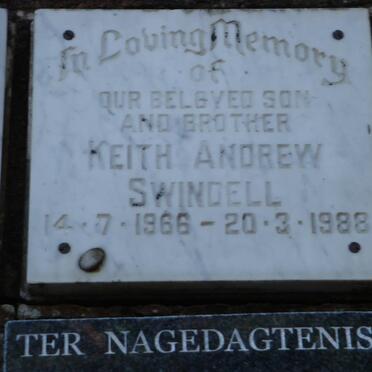 In Loving Memory
of
OUR BELOVED SON
AND BROTHER
KEITH ANDREW
SWINDELL
14·7·1966 – 20·3·1988
TER NAGEDAGTENIS